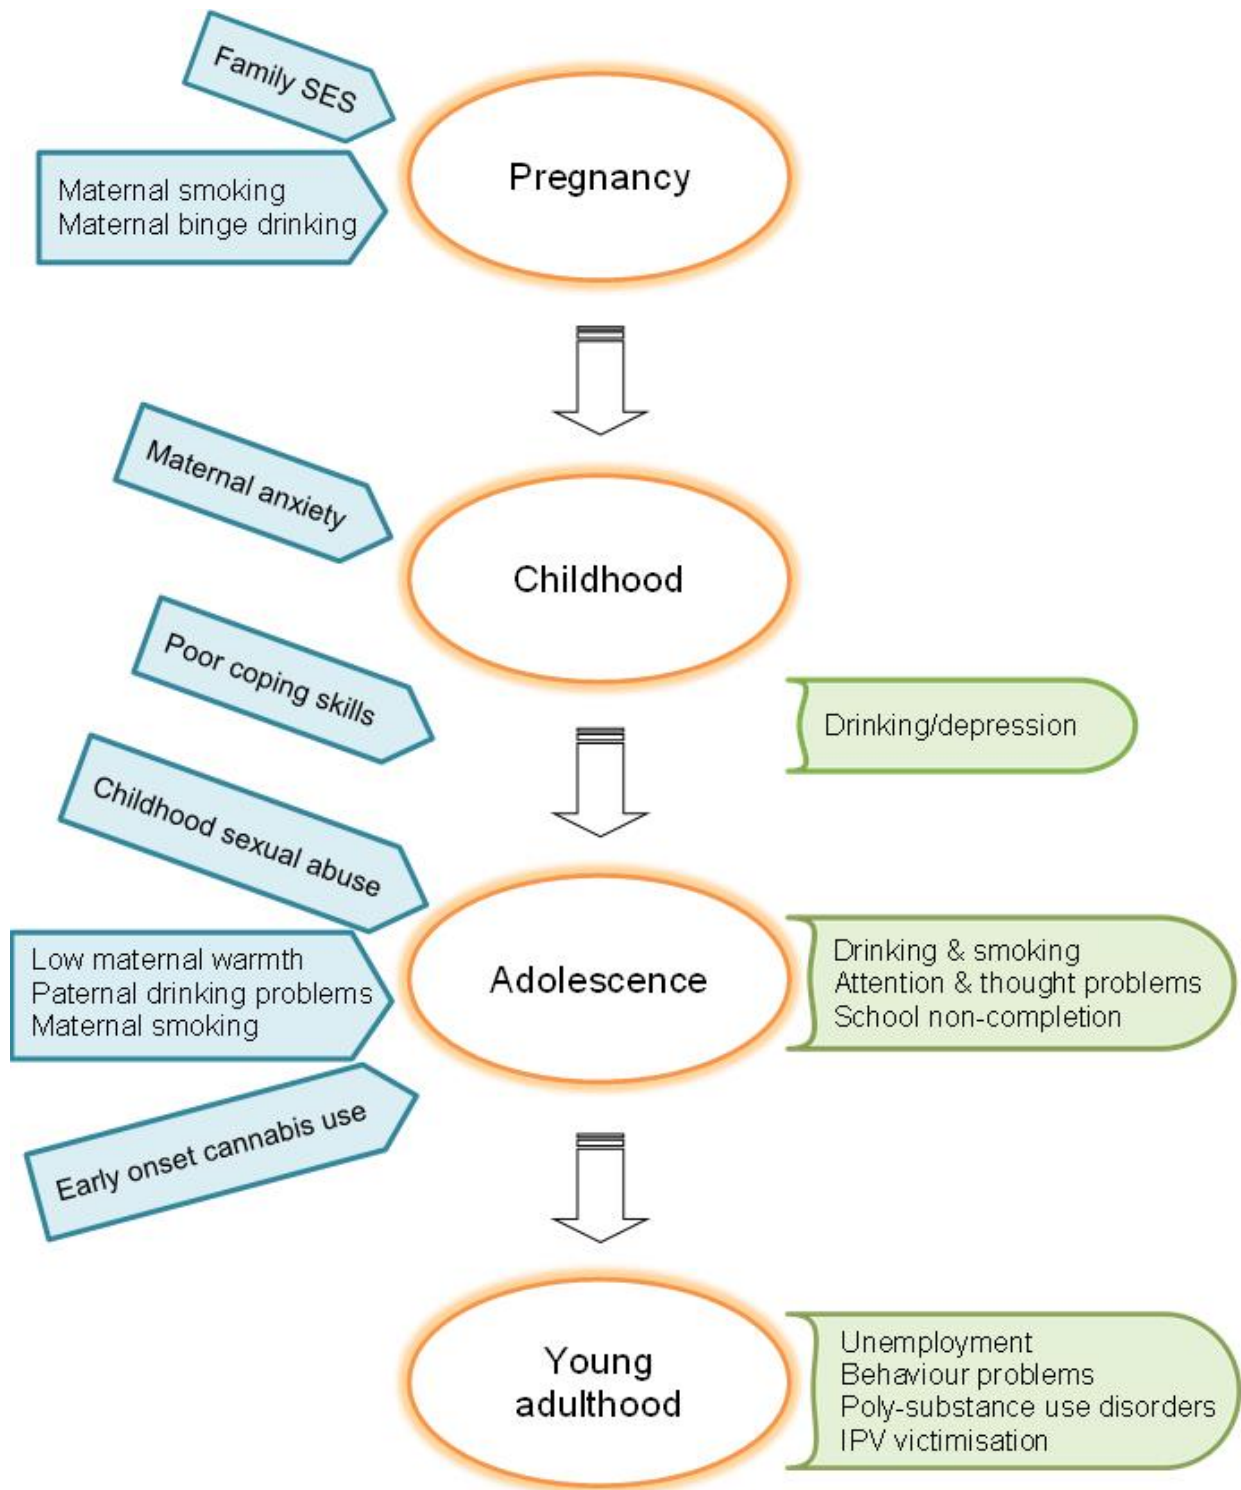 Family SES
Maternal smoking
Maternal binge drinking
Pregnancy
Maternal anxiety
Childhood
Poor coping skills
Drinking/depression
Childhood sexual abuse
Low maternal warmth
Paternal drinking problems
Maternal smoking
Adolescence
Drinking & smoking
Attention & thought problems
School non-completion
Early onset cannabis use
Young
adulthood
Unemployment
Behaviour problems
Poly-substance use disorders
IPV victimisation